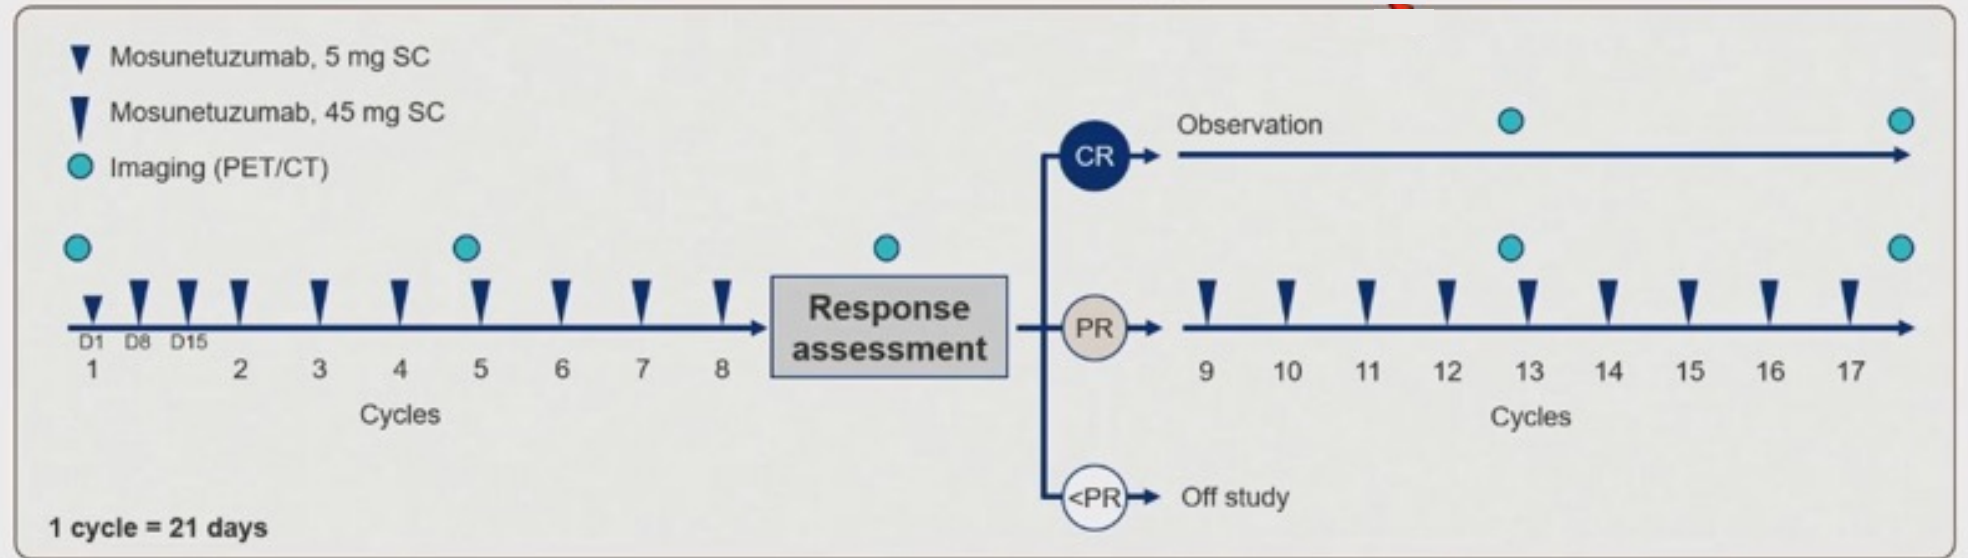 Mosunetuzumab, 5 mg SC
Mosunetuzumab, 45 mg SC
Imaging (PET/CT)
D1 D8 D15
1 2 3 4 5 6 7 8
Cycles
1 cycle = 21 days
Response
assessment
CR
Observation
PR
9 10 11 12 13 14 15 16 17
Cycles
<PR
Off study